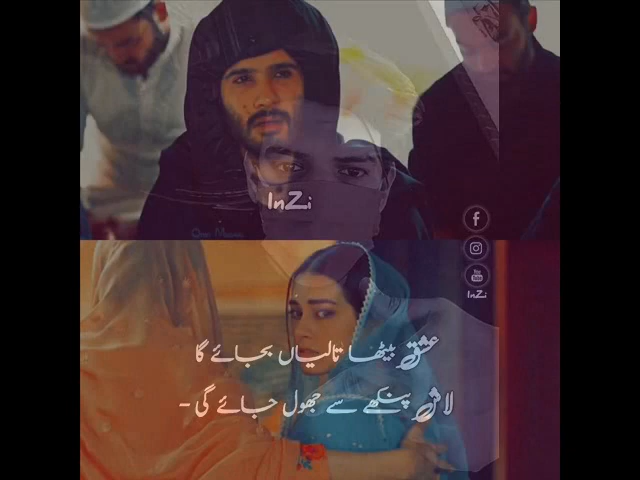 InZi
InZi
عشق بیٹھا تالیاں بجائے گا
لاش پنکھے سے جھول جائے گی -